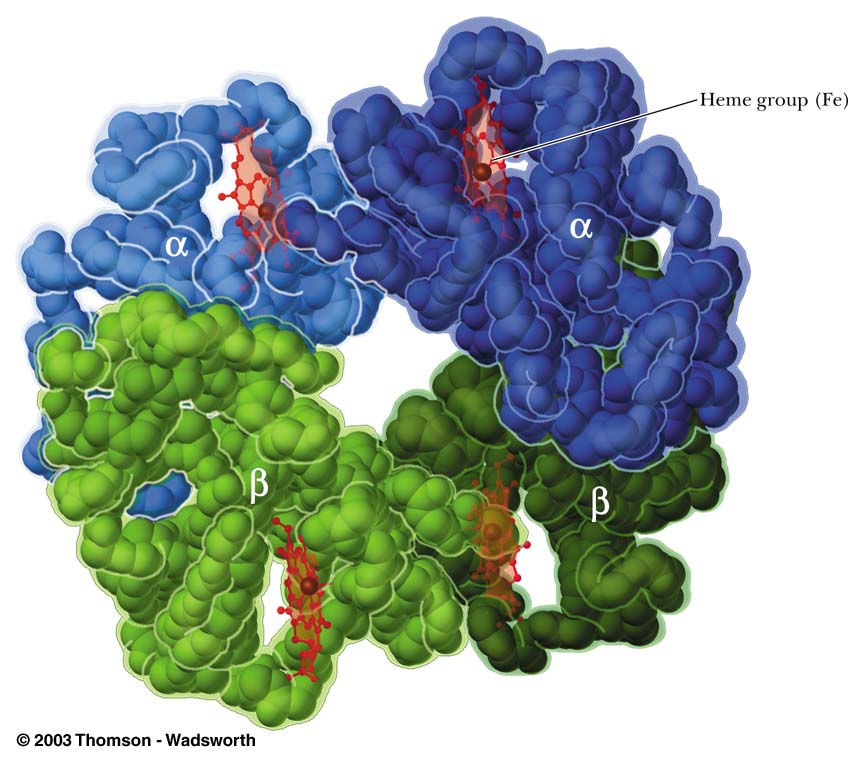 Heme group (Fe)
α
α
β
β
© 2003 Thomson - Wadsworth